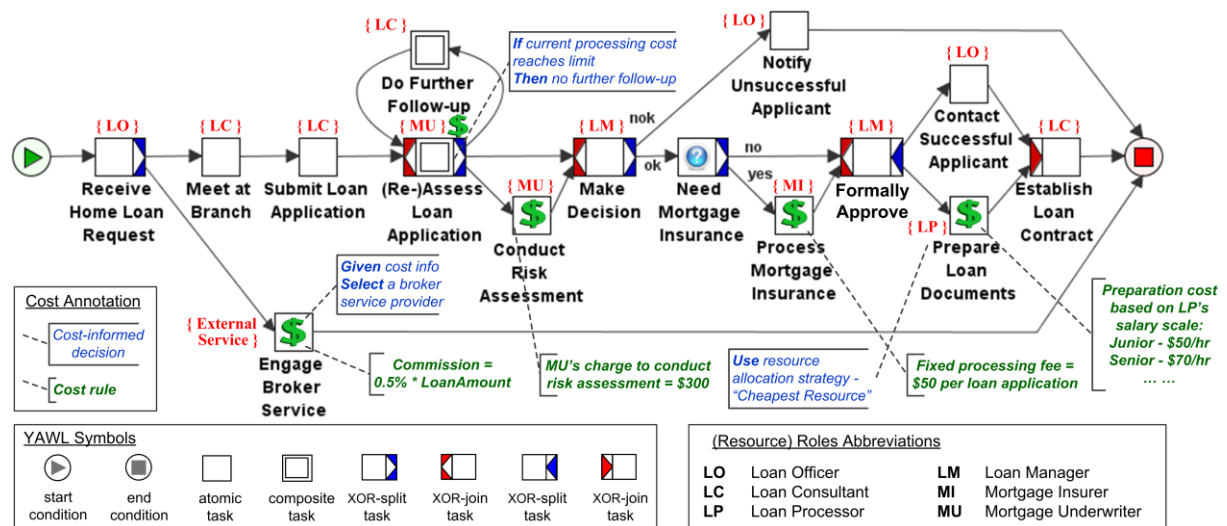 { LO }
{ LC }
{ LC }
{ LC }
Do Further
Follow-up
{ MU }
$
If current processing cost
reaches limit
Then no further follow-up
{ LO }
Notify
Unsuccessful
Applicant
{ LO }
Contact
Successful
Applicant
Receive
Home Loan
Request
Meet at
Branch
Submit Loan
Application
(Re-)Assess
Loan
Application
{ LM }
nok
ok
Make
Decision
{ MU }
$
Conduct
Risk
Assessment
?
Need
Mortgage
Insurance
no
yes
{ MI }
$
Process
Mortgage
Insurance
{ LM }
Formally
Approve
{ LP }
$
Prepare
Loan
Documents
{ LC }
Establish
Loan
Contract
Given cost info
Select a broker
service provider
{ External
Service }
$
Engage
Broker
Service
Commission =
0.5% * LoanAmount
MU's charge to conduct
risk assessment = $300
Use resource
allocation strategy -
“Cheapest Resource”
Fixed processing fee =
$50 per loan application
Preparation cost
based on LP's
salary scale:
Junior - $50/hr
Senior - $70/hr
... ...
Cost Annotation
Cost-informed
decision
Cost rule
YAWL Symbols
start
condition
end
condition
atomic
task
composite
task
XOR-split
task
XOR-join
task
XOR-split
task
XOR-join
task
(Resource) Roles Abbreviations
LO Loan Officer
LC Loan Consultant
LP Loan Processor
LM Loan Manager
MI Mortgage Insurer
MU Mortgage Underwriter